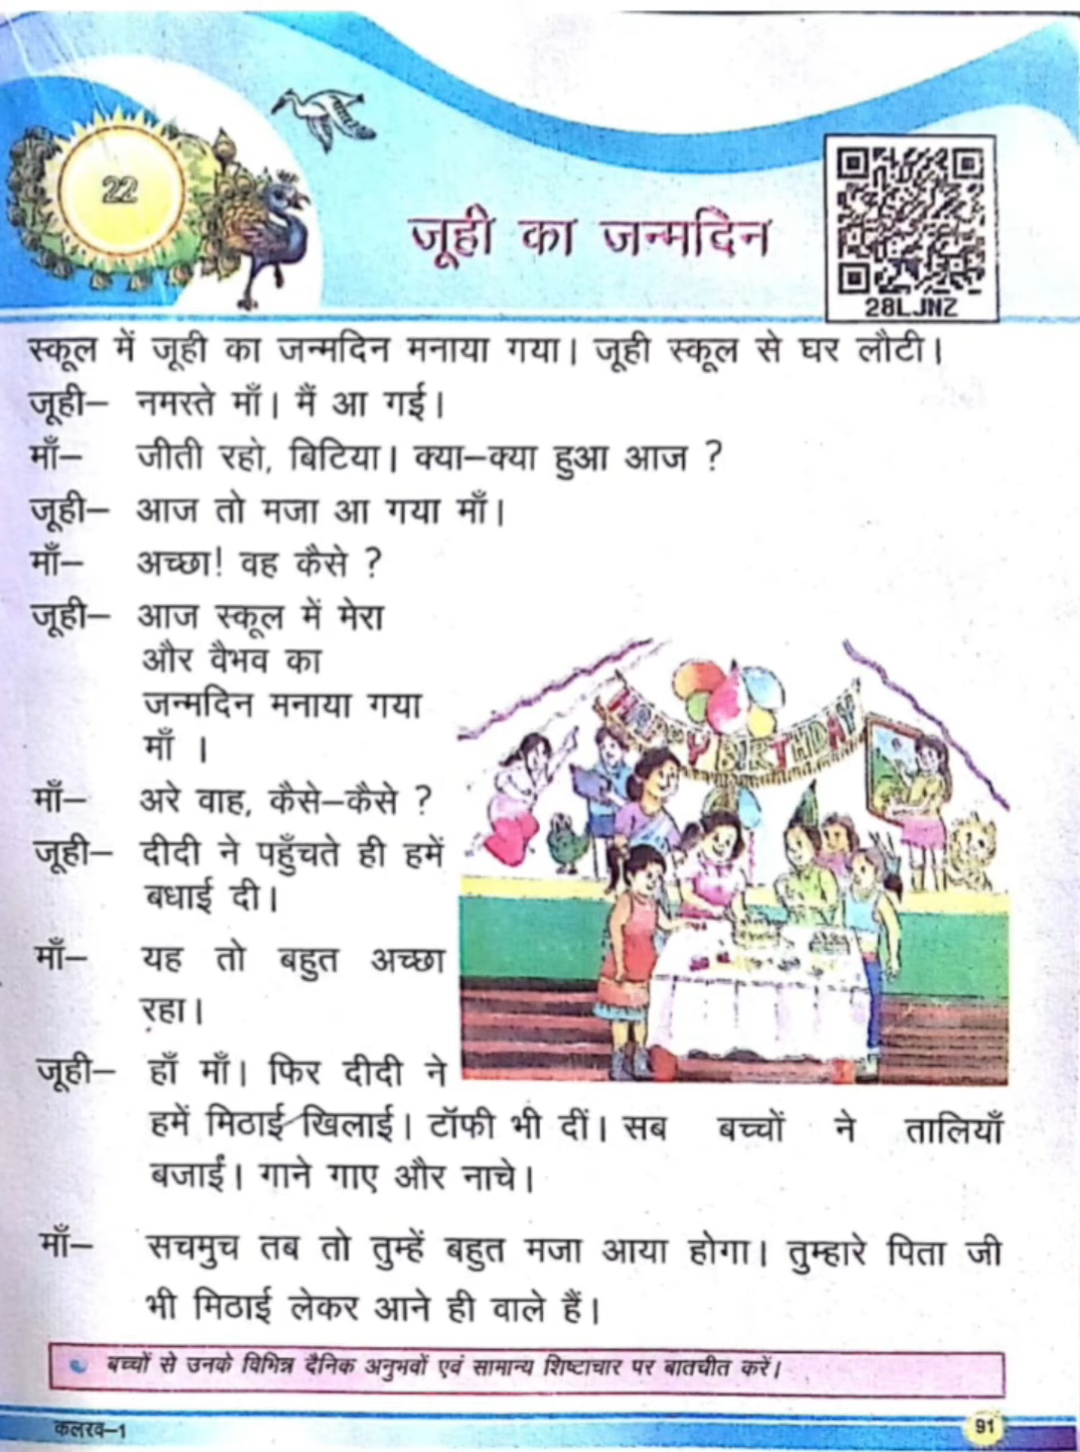 22
जूही का जन्मदिन
28LJNZ
स्कूल में जूही का जन्मदिन मनाया गया। जूही स्कूल से घर लौटी।
जूही– नमस्ते माँ। मैं आ गई।
माँ– जीती रहो, बिटिया। क्या–क्या हुआ आज ?
जूही– आज तो मजा आ गया माँ।
माँ– अच्छा! वह कैसे ?
जूही– आज स्कूल में मेरा
और वैभव का
जन्मदिन मनाया गया
माँ ।
माँ– अरे वाह, कैसे–कैसे ?
जूही– दीदी ने पहुँचते ही हमें
बधाई दी।
माँ– यह तो बहुत अच्छा
रहा।
HAPPY BIRTHDAY
जूही– हाँ माँ। फिर दीदी ने
हमें मिठाई खिलाई। टॉफी भी दीं। सब बच्चों ने तालियाँ
बजाईं। गाने गाए और नाचे।
माँ– सचमुच तब तो तुम्हें बहुत मजा आया होगा। तुम्हारे पिता जी
भी मिठाई लेकर आने ही वाले हैं।
बच्चों से उनके विभिन्न दैनिक अनुभवों एवं सामान्य शिष्टाचार पर बातचीत करें।
कलरव–1
91